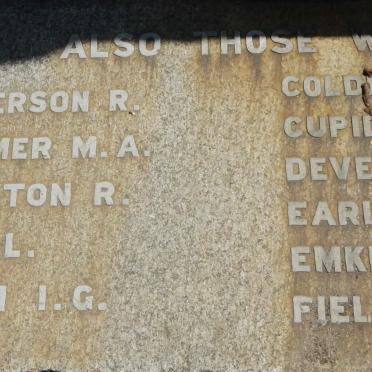 ALSO THOSE W
ERSON R. COLD
MER M.A. CUPID
TON R. DEVE
L. EARL
I.G. EMK
FIEL